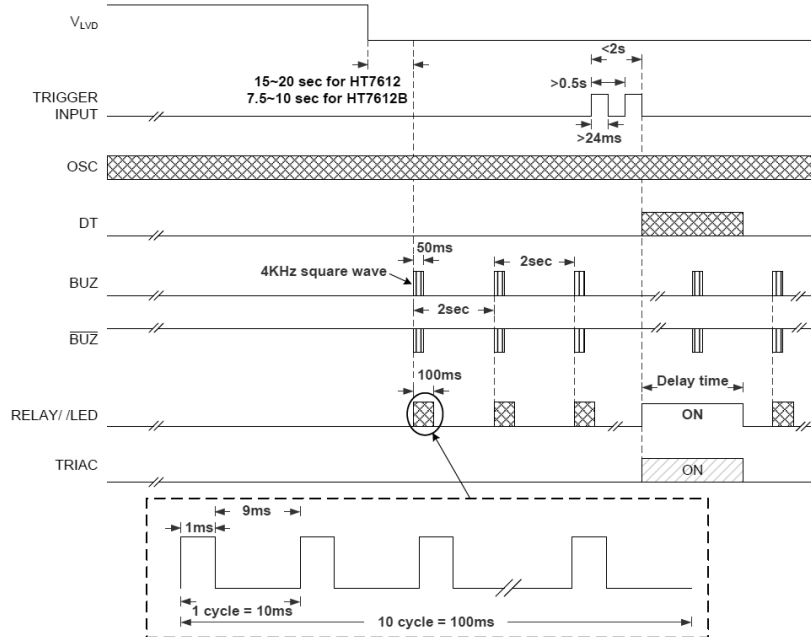 VLVD
<2s
15~20 sec for HT7612
7.5~10 sec for HT7612B
>0.5s
TRIGGER
INPUT
>24ms
OSC
DT
50ms
4KHz square wave
2sec
BUZ
2sec
BUZ
100ms
Delay time
RELAY/ /LED
ON
TRIAC
ON
9ms
1ms
1 cycle = 10ms
10 cycle = 100ms